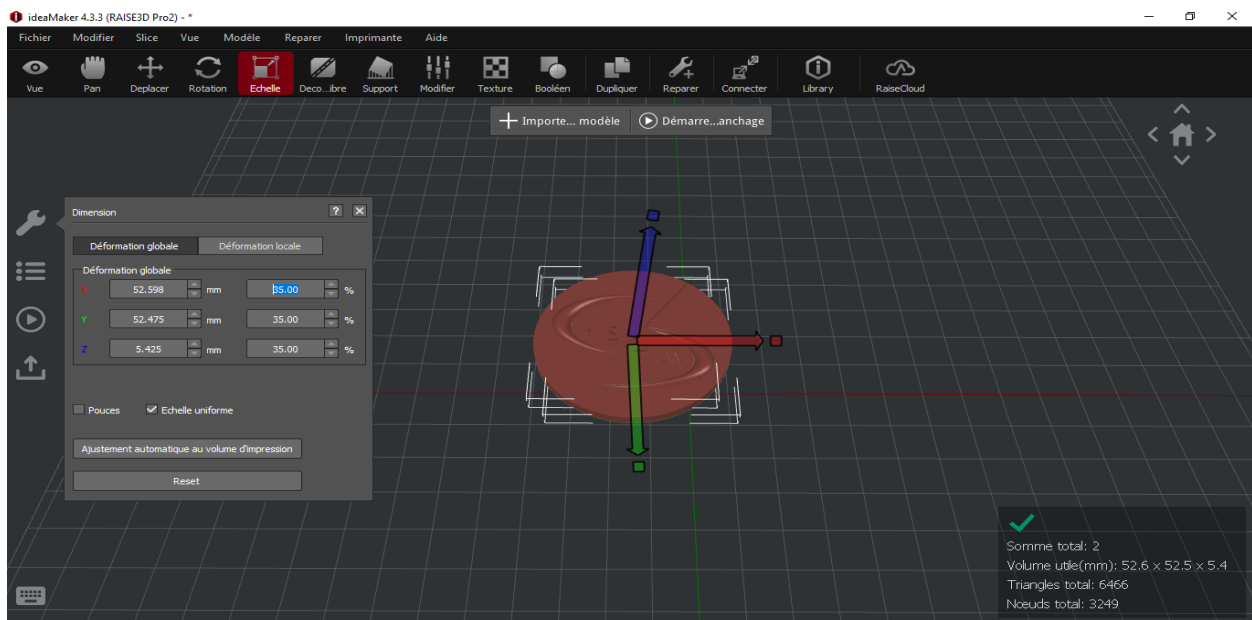 ideaMaker 4.3.3 (RAISE3D Pro2) - *
Fichier Modifier Slice Vue Modèle Reparer Imprimante Aide
Vue Pan Deplacer Rotation Echelle Deco...ibre Support Modifier Texture Booléen Dupliquer Reparer Connecter Library RaiseCloud
Importe... modèle Démarre...anchage
Dimension ?
Déformation globale Déformation locale
Déformation globale
X 52.598 mm 35.00 %
Y 52.475 mm 35.00 %
Z 5.425 mm 35.00 %
Pouces Echelle uniforme
Ajustement automatique au volume d'impression
Reset
Somme total: 2
Volume utile(mm): 52.6 x 52.5 x 5.4
Triangles total: 6466
Nœuds total: 3249